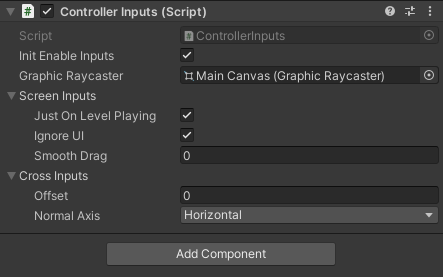 Controller Inputs (Script)
Script ControllerInputs
Init Enable Inputs
Graphic Raycaster Main Canvas (Graphic Raycaster)
Screen Inputs
Just On Level Playing
Ignore UI
Smooth Drag 0
Cross Inputs
Offset 0
Normal Axis Horizontal
Add Component